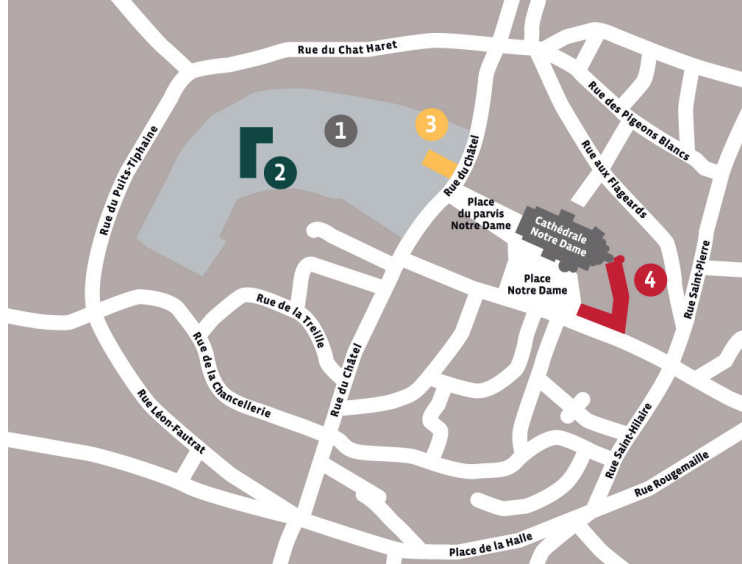 Rue du Chat Haret
Rue du Puits-Tiphaine
Rue des Pigeons Blancs
1
3
2
Rue du Châtel
Rue aux Flageards
Place
du parvis
Notre Dame
Cathédrale
Notre Dame
Rue Saint-Pierre
Place
Notre Dame
4
Rue de la Treille
Rue de la Chancellerie
Rue du Châtel
Rue Léon-Fautrat
Rue Saint-Hilaire
Rue Rougemaille
Place de la Halle